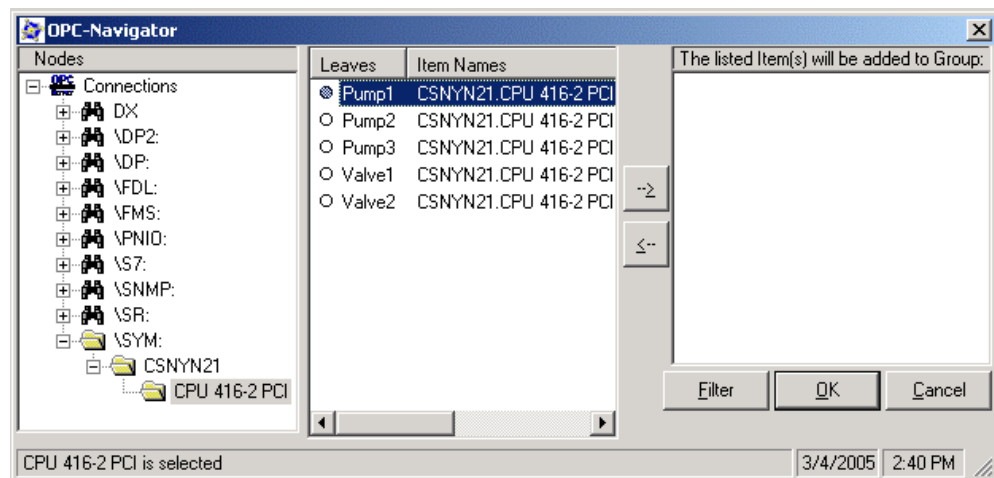 OPC-Navigator
Nodes
OPC Server Connections
DX
\DP2:
\DP:
\FDL:
\FMS:
\PNIO:
\S7:
\SNMP:
\SR:
\SYM:
CSNYN21
CPU 416-2 PCI
Leaves Item Names
Pump1 CSNYN21.CPU 416-2 PCI
Pump2 CSNYN21.CPU 416-2 PCI
Pump3 CSNYN21.CPU 416-2 PCI
Valve1 CSNYN21.CPU 416-2 PCI
Valve2 CSNYN21.CPU 416-2 PCI
-->
<--
The listed Item(s) will be added to Group:
Filter OK Cancel
CPU 416-2 PCI is selected 3/4/2005 2:40 PM